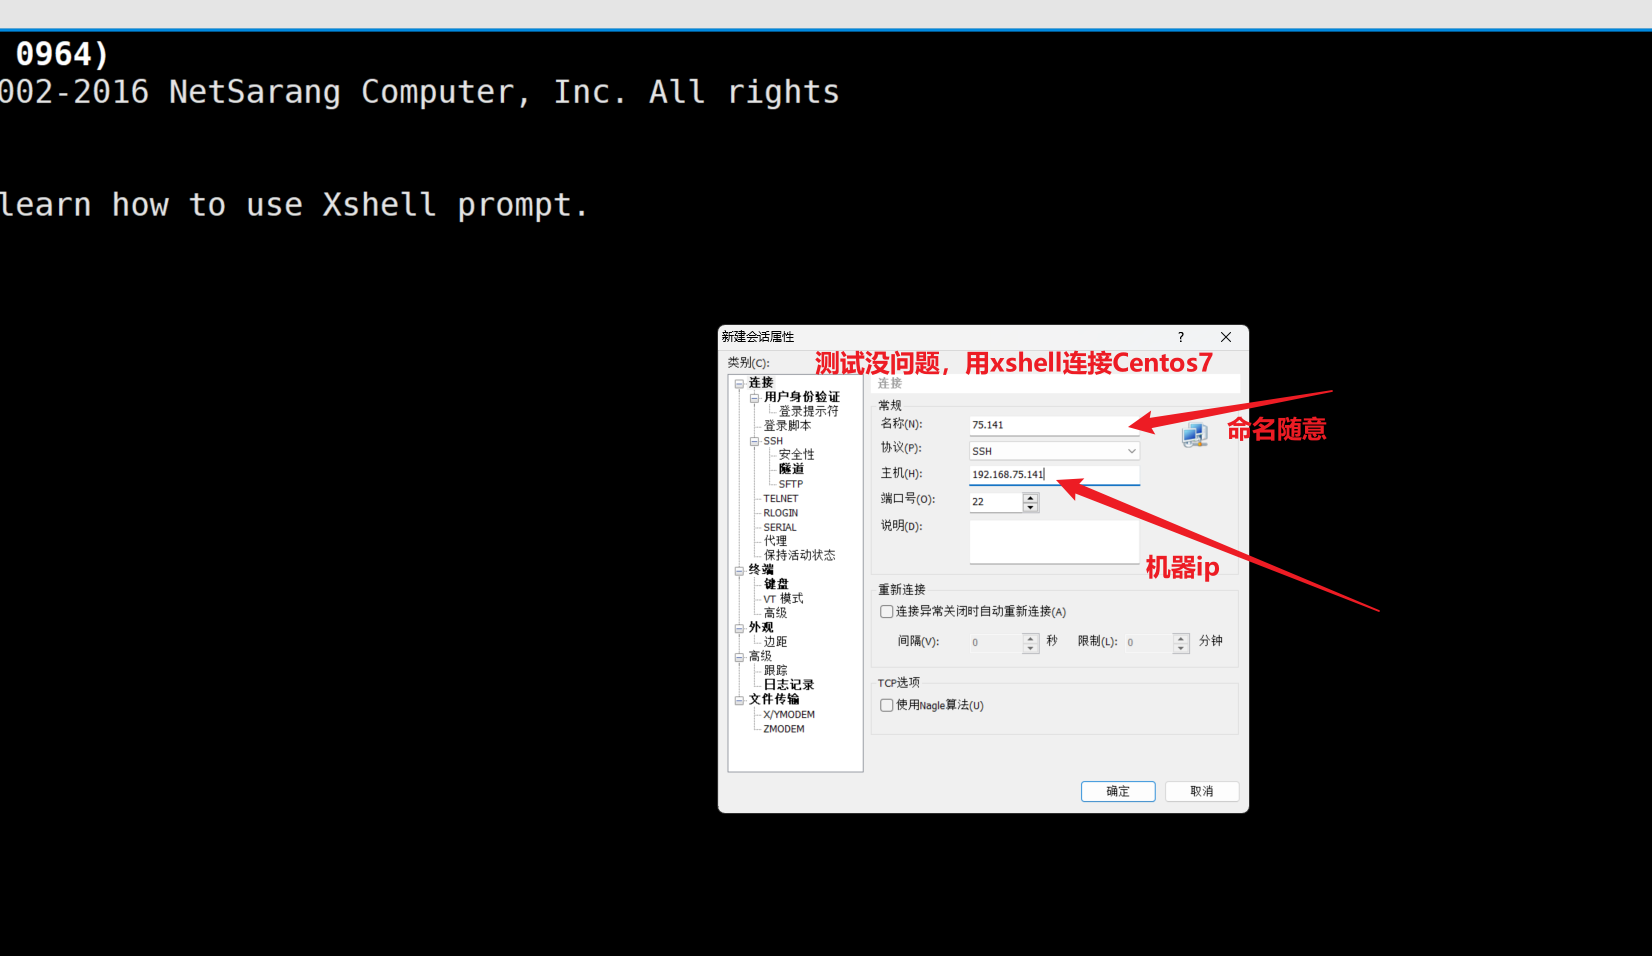 0964)
002-2016 NetSarang Computer, Inc. All rights
learn how to use Xshell prompt.
新建会话属性
?
类别(C):
测试没问题，用xshell连接Centos7
连接
用户身份验证
登录提示符
登录脚本
SSH
安全性
隧道
SFTP
TELNET
RLOGIN
SERIAL
代理
保持活动状态
终端
键盘
VT 模式
高级
外观
边距
高级
跟踪
日志记录
文件传输
X/YMODEM
ZMODEM
连接
常规
名称(N): 75.141
命名随意
协议(P): SSH
主机(H): 192.168.75.141
端口号(O): 22
说明(D):
机器ip
重新连接
连接异常关闭时自动重新连接(A)
间隔(V): 0 秒 限制(L): 0 分钟
TCP选项
使用Nagle算法(U)
确定 取消